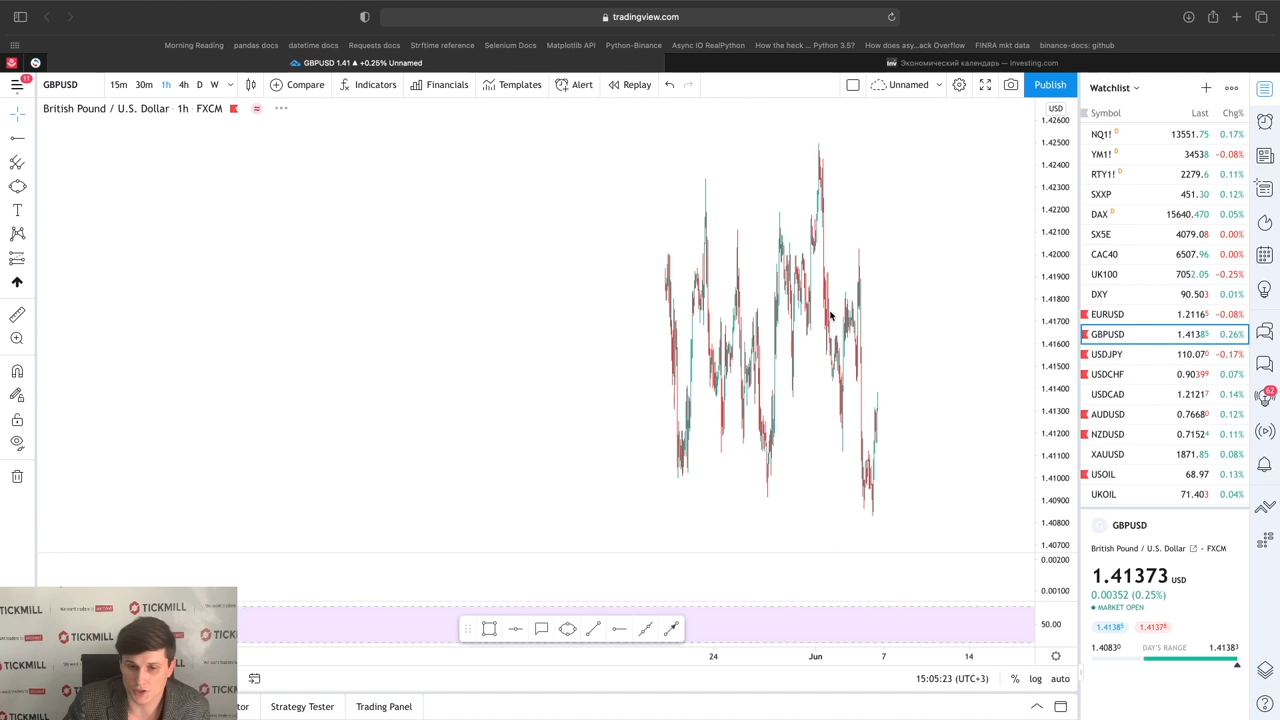 tradingview.com
Morning Reading pandas docs datetime docs Requests docs Strftime reference Selenium Docs Matplotlib API Python-Binance Async IO RealPython How the heck ... Python 3.5? How does asy...ack Overflow FINRA mkt data binance-docs: github
GBPUSD 1.41 ▲ +0.25% Unnamed
Экономический календарь — Investing.com
11
GBPUSD 15m 30m 1h 4h D W Compare Indicators Financials Templates Alert Replay Unnamed Publish
British Pound / U.S. Dollar · 1h · FXCM
USD
1.42600
1.42500
1.42400
1.42300
1.42200
1.42100
1.42000
1.41900
1.41800
1.41700
1.41600
1.41500
1.41400
1.41300
1.41200
1.41100
1.41000
1.40900
1.40800
1.40700
0.00200
0.00100
50.00
24 Jun 7 14
15:05:23 (UTC+3) % log auto
tor Strategy Tester Trading Panel
Watchlist
Symbol Last Chg%
NQ1! D 13551.75 0.17%
YM1! D 34538 −0.08%
RTY1! D 2279.6 0.11%
SXXP 451.30 0.12%
DAX D 15640.470 0.05%
SX5E 4079.08 0.00%
CAC40 6507.96 0.00%
UK100 7052.05 −0.25%
DXY 90.503 0.01%
EURUSD 1.21165 −0.08%
GBPUSD 1.41385 0.26%
USDJPY 110.070 −0.17%
USDCHF 0.90399 0.07%
USDCAD 1.21217 0.14%
AUDUSD 0.76680 0.12%
NZDUSD 0.71524 0.11%
XAUUSD 1871.85 0.08%
USOIL 68.97 0.13%
UKOIL 71.403 0.04%
G GBPUSD
British Pound / U.S. Dollar - FXCM
1.41373 USD
0.00352 (0.25%)
MARKET OPEN
1.41385 1.41378
1.40830 DAY'S RANGE 1.41383
62
TICKMILL
TICKMILL
TICKMILL
TICKMILL